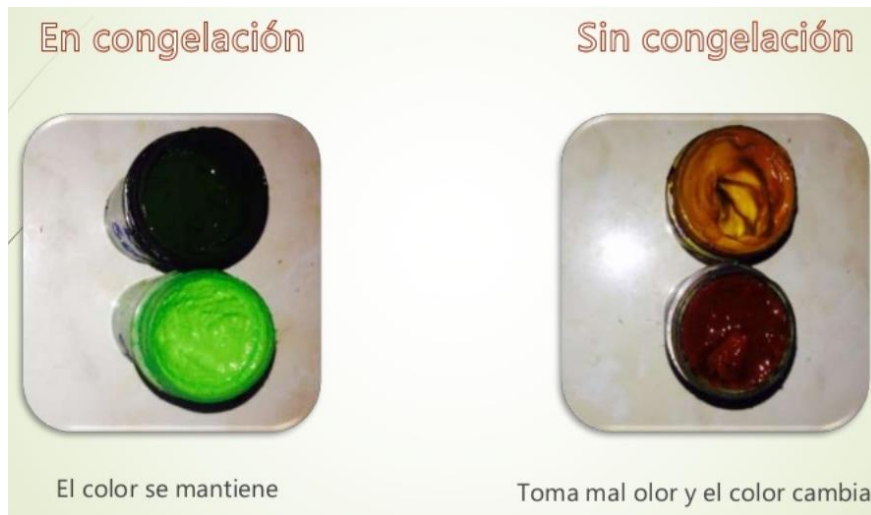 En congelación
Sin congelación
El color se mantiene
Toma mal olor y el color cambia